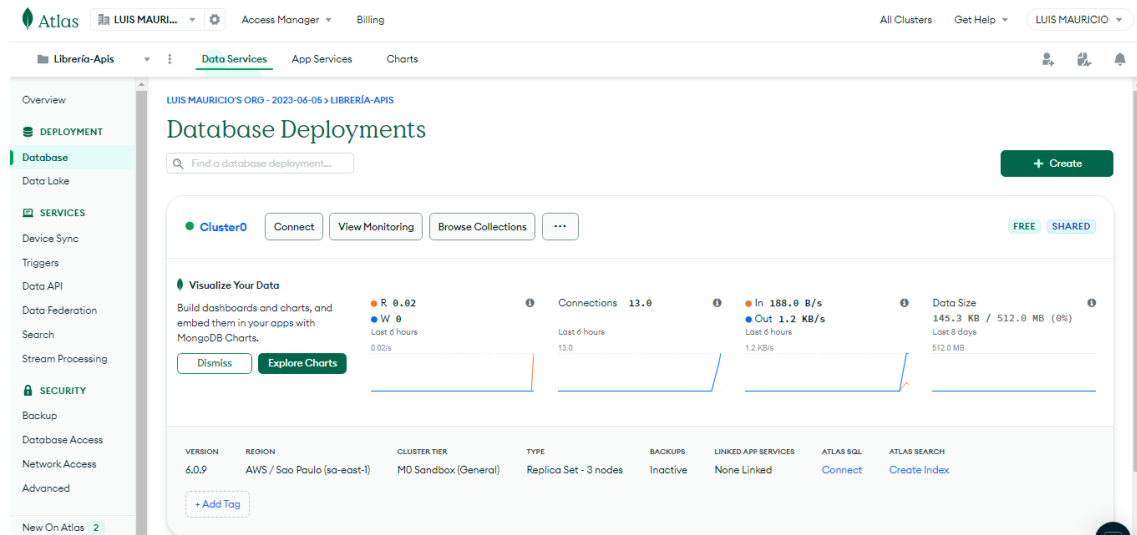 Atlas
LUIS MAURI...
Access Manager
Billing
All Clusters
Get Help
LUIS MAURICIO
Librería-Apis
Data Services
App Services
Charts
Overview
DEPLOYMENT
Database
Data Lake
SERVICES
Device Sync
Triggers
Data API
Data Federation
Search
Stream Processing
SECURITY
Backup
Database Access
Network Access
Advanced
New On Atlas 2
LUIS MAURICIO'S ORG - 2023-06-05 > LIBRERÍA-APIS
Database Deployments
Find a database deployment...
+ Create
Cluster0
Connect
View Monitoring
Browse Collections
...
FREE
SHARED
Visualize Your Data
Build dashboards and charts, and
embed them in your apps with
MongoDB Charts.
Dismiss
Explore Charts
R 0.02
W 0
Last 6 hours
0.02/s
Connections 13.0
Last 6 hours
13.0
In 188.0 B/s
Out 1.2 KB/s
Last 6 hours
1.2 KB/s
Data Size
145.3 KB / 512.0 MB (0%)
Last 8 days
512.0 MB
VERSION
6.0.9
REGION
AWS / Sao Paulo (sa-east-1)
CLUSTER TIER
M0 Sandbox (General)
TYPE
Replica Set - 3 nodes
BACKUPS
Inactive
LINKED APP SERVICES
None Linked
ATLAS SQL
Connect
ATLAS SEARCH
Create Index
+ Add Tag